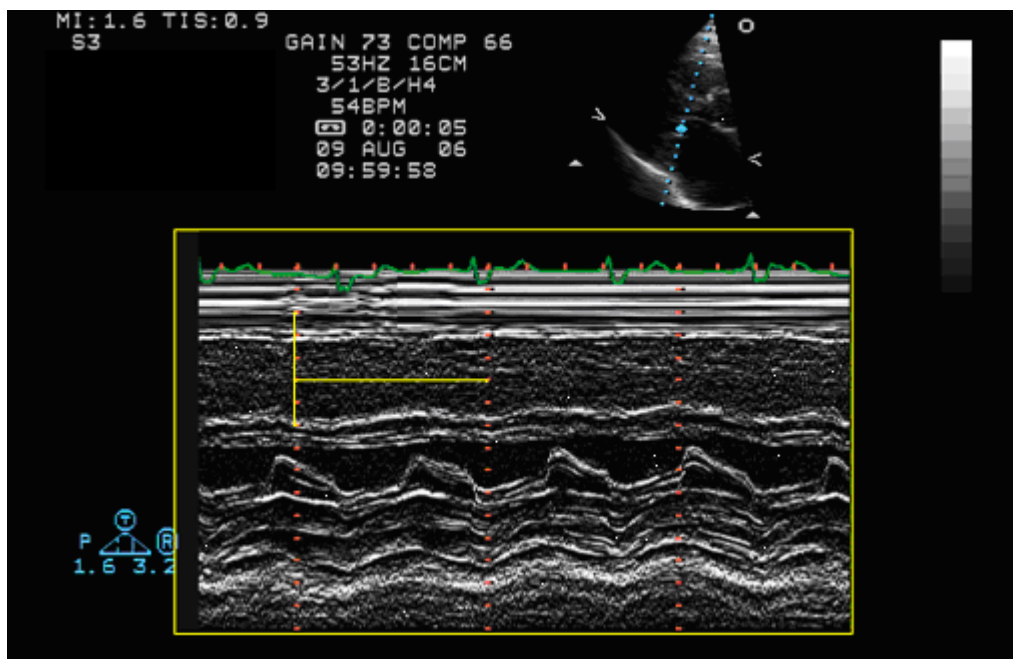 MI:1.6 TIS:0.9
S3
GAIN 73 COMP 66
53HZ 16CM
3/1/B/H4
54BPM
0:00:05
09 AUG 06
09:59:58
V
V
T
P R
1.6 3.2